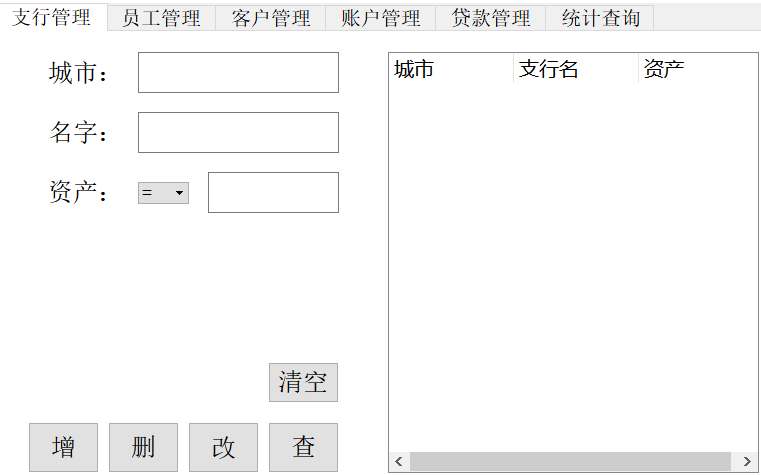 支行管理 员工管理 客户管理 账户管理 贷款管理 统计查询
城市：
名字：
资产： =
清空
增 删 改 查
城市 支行名 资产